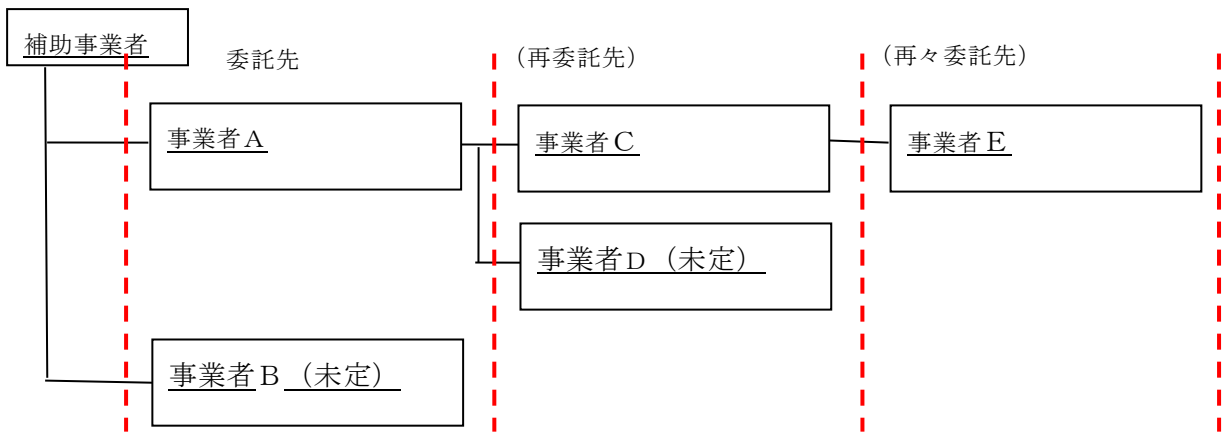 補助事業者
委託先
(再委託先)
(再々委託先)
事業者A
事業者C
事業者E
事業者D（未定）
事業者B（未定）